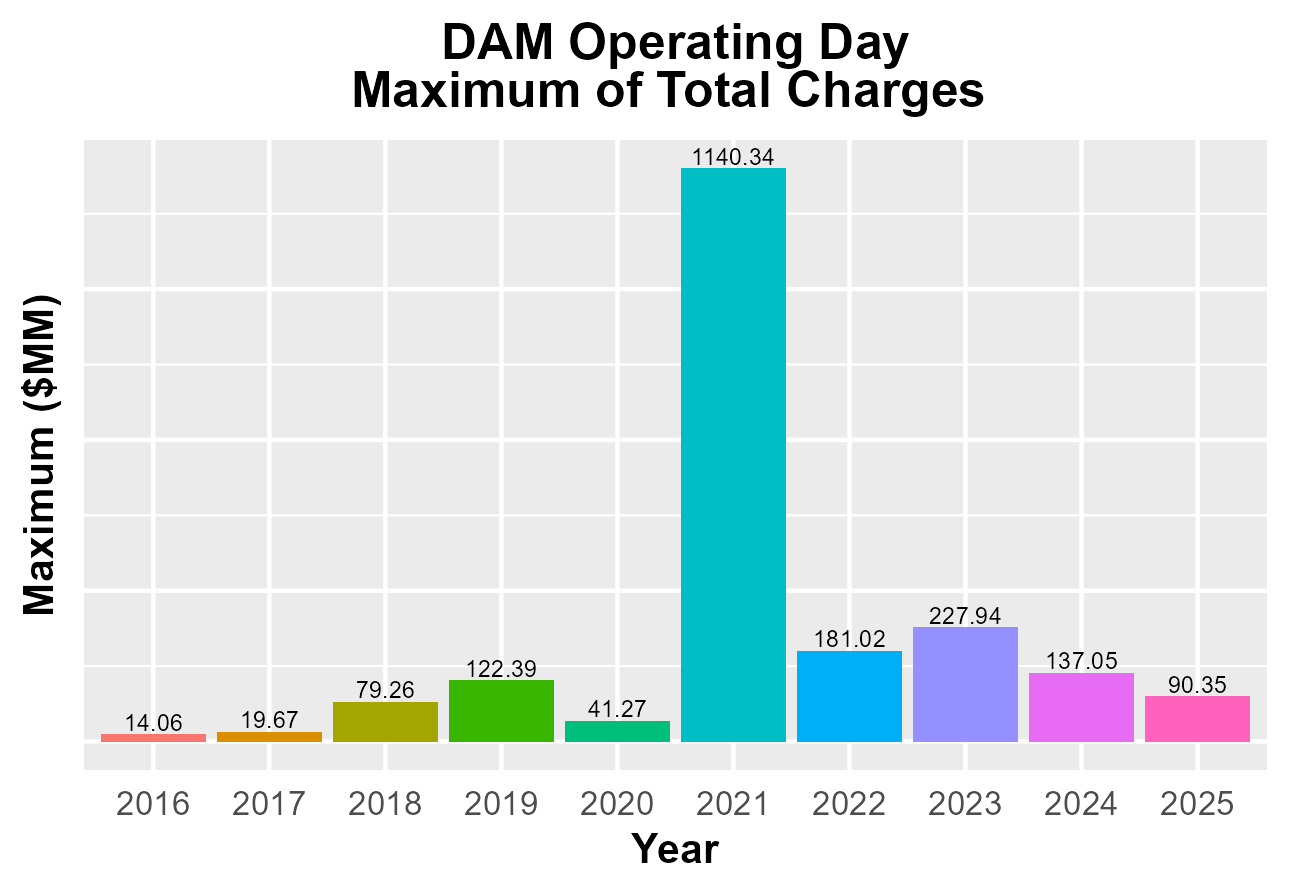 DAM Operating Day
Maximum of Total Charges
Maximum ($MM)
14.06
19.67
79.26
122.39
41.27
1140.34
181.02
227.94
137.05
90.35
2016 2017 2018 2019 2020 2021 2022 2023 2024 2025
Year